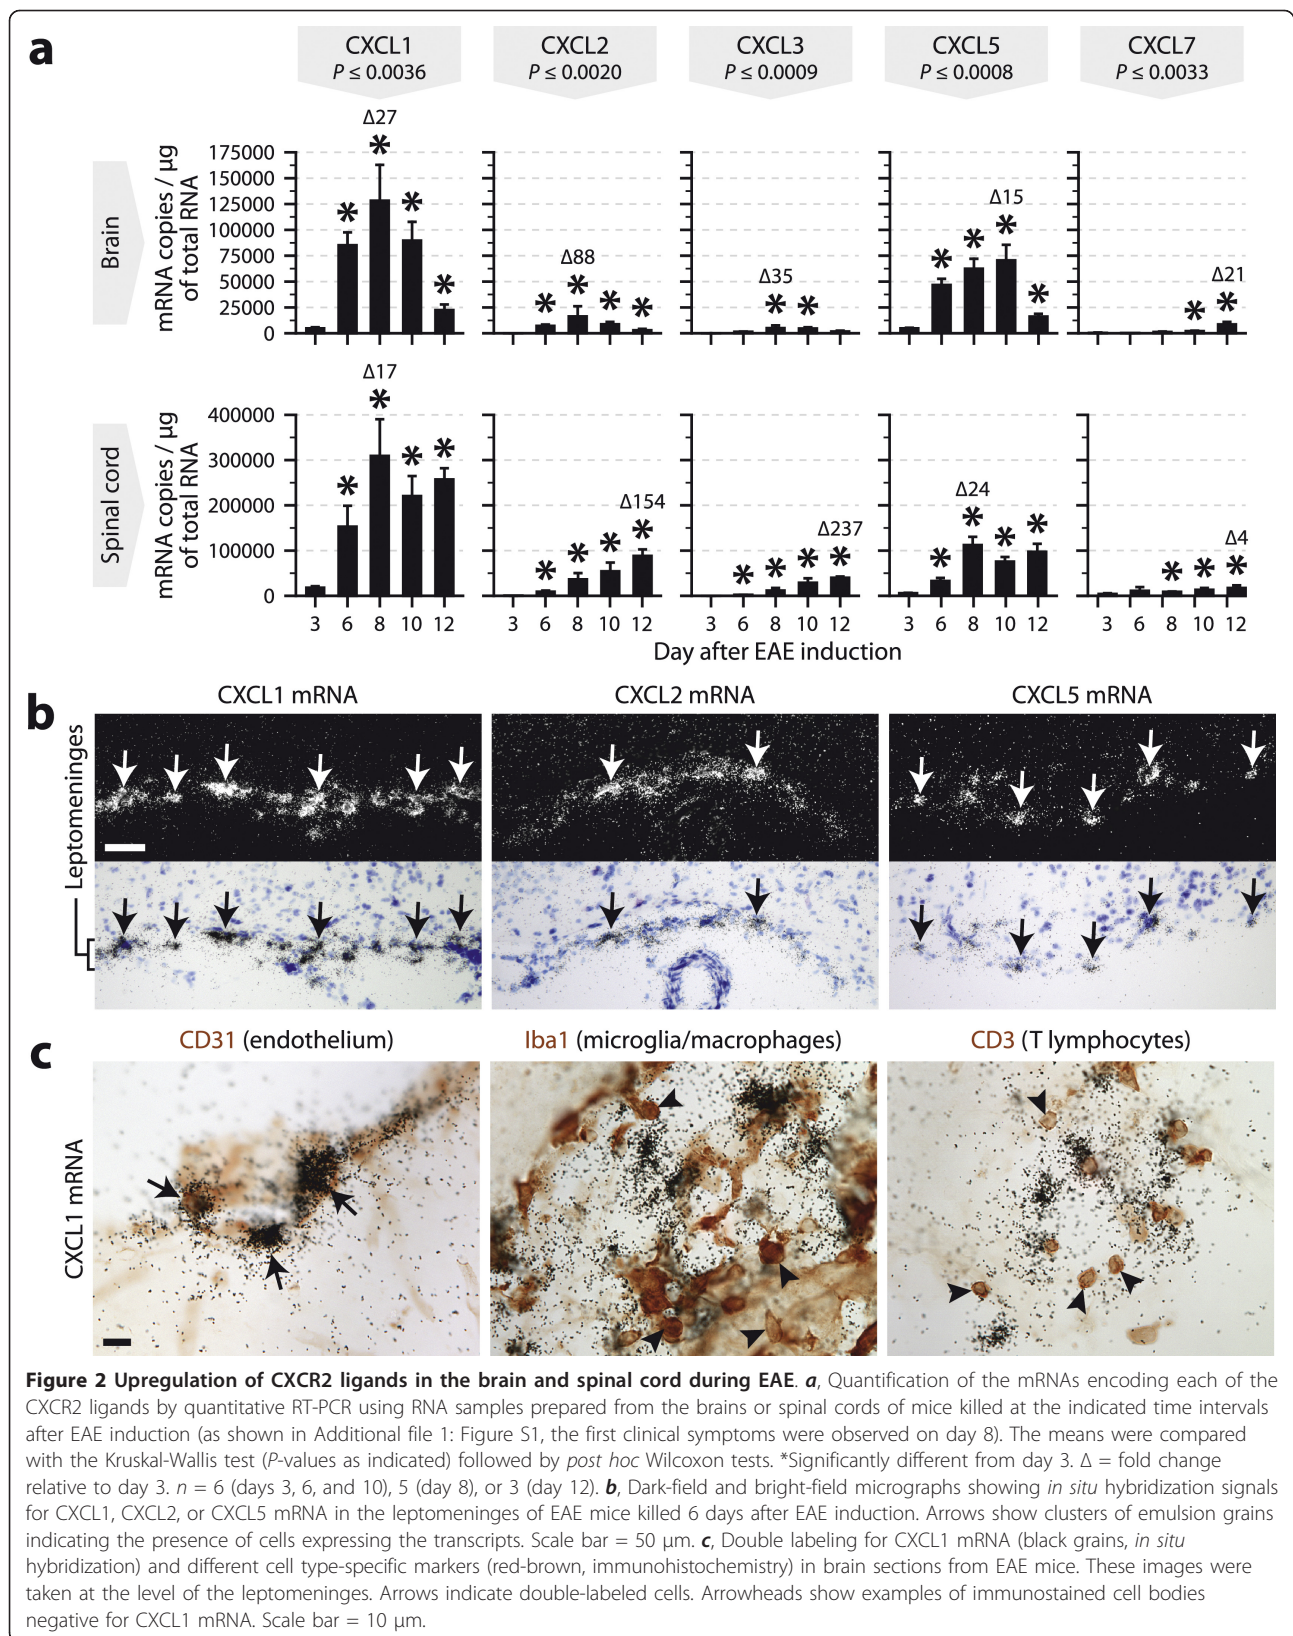 a
CXCL1 CXCL2 CXCL3 CXCL5 CXCL7
P ≤ 0.0036 P ≤ 0.0020 P ≤ 0.0009 P ≤ 0.0008 P ≤ 0.0033
Brain
mRNA copies / µg
of total RNA
175000
150000
125000
100000
75000
50000
25000
0
Δ27
* * * *
Δ88
* * * *
Δ35
* *
Δ15
* * * *
Δ21
* *
Spinal cord
mRNA copies / µg
of total RNA
400000
300000
200000
100000
0
Δ17
* * * *
Δ154
* * * *
Δ237
* * * *
Δ24
* * * *
Δ4
* * *
3 6 8 10 12 3 6 8 10 12 3 6 8 10 12 3 6 8 10 12 3 6 8 10 12
Day after EAE induction
b
CXCL1 mRNA CXCL2 mRNA CXCL5 mRNA
Leptomeninges
c
CD31 (endothelium) Iba1 (microglia/macrophages) CD3 (T lymphocytes)
CXCL1 mRNA
Figure 2 Upregulation of CXCR2 ligands in the brain and spinal cord during EAE. a, Quantification of the mRNAs encoding each of the
CXCR2 ligands by quantitative RT-PCR using RNA samples prepared from the brains or spinal cords of mice killed at the indicated time intervals
after EAE induction (as shown in Additional file 1: Figure S1, the first clinical symptoms were observed on day 8). The means were compared
with the Kruskal-Wallis test (P-values as indicated) followed by post hoc Wilcoxon tests. *Significantly different from day 3. Δ = fold change
relative to day 3. n = 6 (days 3, 6, and 10), 5 (day 8), or 3 (day 12). b, Dark-field and bright-field micrographs showing in situ hybridization signals
for CXCL1, CXCL2, or CXCL5 mRNA in the leptomeninges of EAE mice killed 6 days after EAE induction. Arrows show clusters of emulsion grains
indicating the presence of cells expressing the transcripts. Scale bar = 50 µm. c, Double labeling for CXCL1 mRNA (black grains, in situ
hybridization) and different cell type-specific markers (red-brown, immunohistochemistry) in brain sections from EAE mice. These images were
taken at the level of the leptomeninges. Arrows indicate double-labeled cells. Arrowheads show examples of immunostained cell bodies
negative for CXCL1 mRNA. Scale bar = 10 µm.